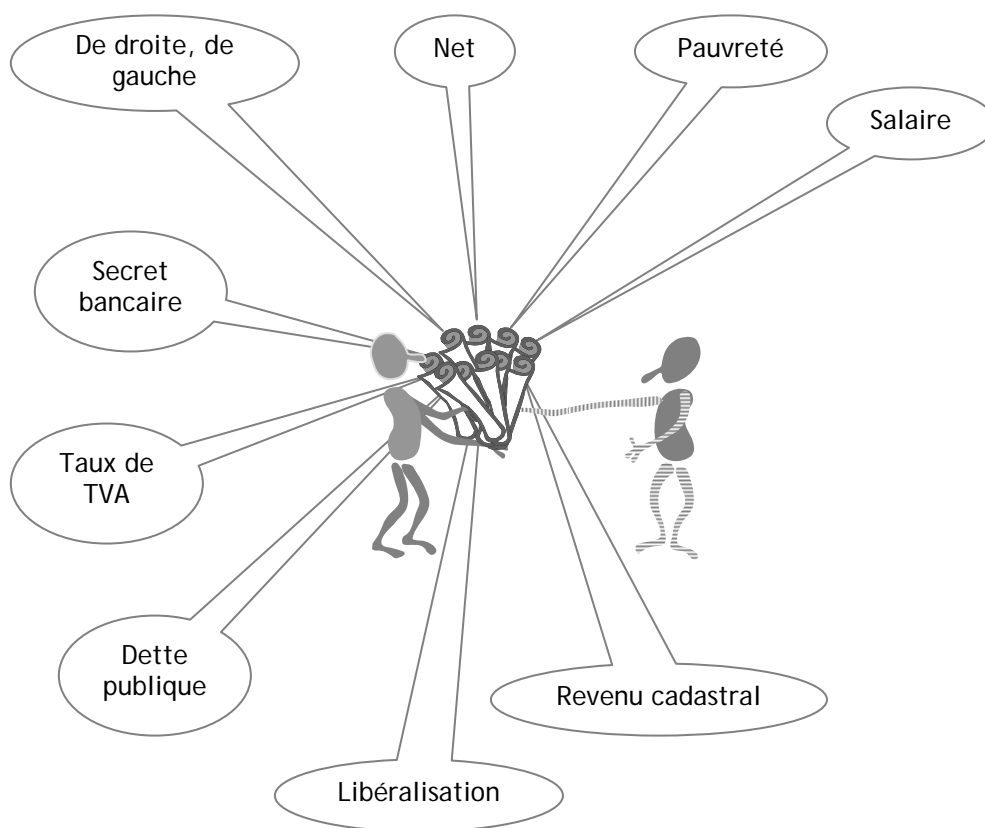 De droite, de
gauche
Net
Pauvreté
Salaire
Secret
bancaire
Taux de
TVA
Dette
publique
Revenu cadastral
Libéralisation